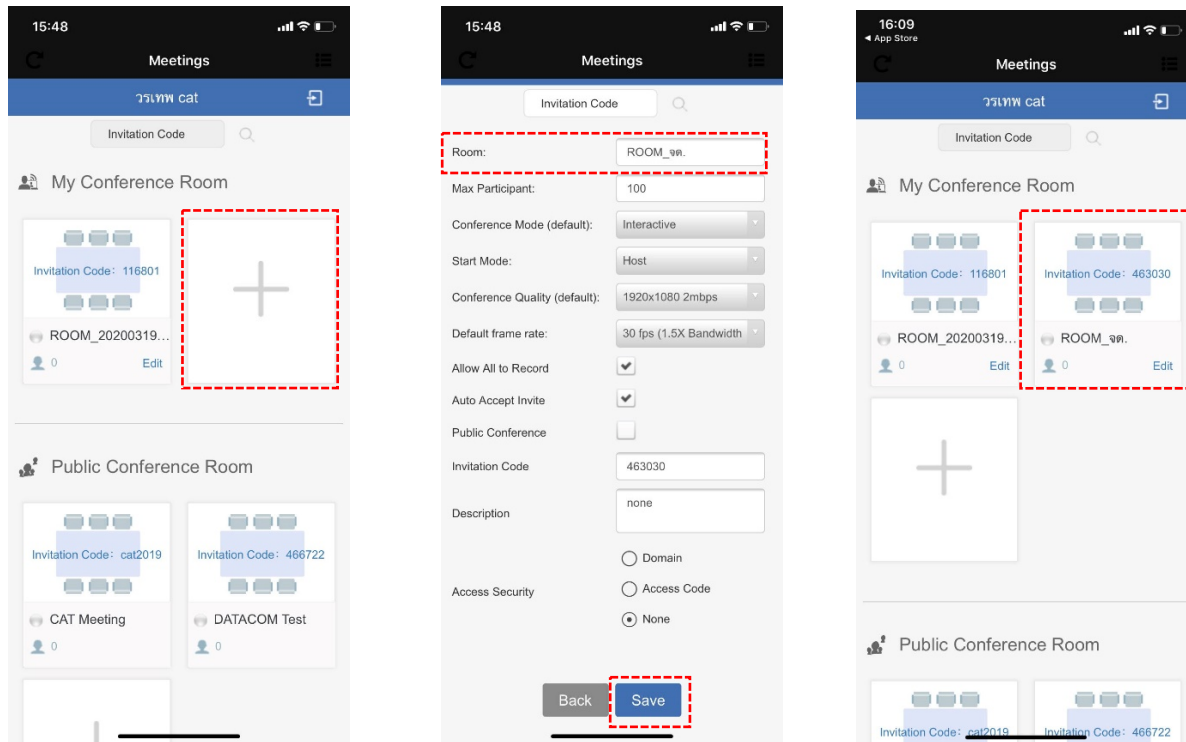 15:48
Meetings
วรเทพ cat
Invitation Code
My Conference Room
Invitation Code: 116801
ROOM_20200319...
0
Edit
Public Conference Room
Invitation Code: cat2019
Invitation Code: 466722
CAT Meeting
DATACOM Test
0
0
15:48
Meetings
Invitation Code
Room:
ROOM_จด.
Max Participant:
100
Conference Mode (default):
Interactive
Start Mode:
Host
Conference Quality (default):
1920x1080 2mbps
Default frame rate:
30 fps (1.5X Bandwidth
Allow All to Record
Auto Accept Invite
Public Conference
Invitation Code
463030
Description
none
Access Security
Domain
Access Code
None
Back
Save
16:09
App Store
Meetings
วรเทพ cat
Invitation Code
My Conference Room
Invitation Code: 116801
Invitation Code: 463030
ROOM_20200319...
ROOM_จด.
0
Edit
0
Edit
Public Conference Room
Invitation Code: cat2019
Invitation Code: 466722